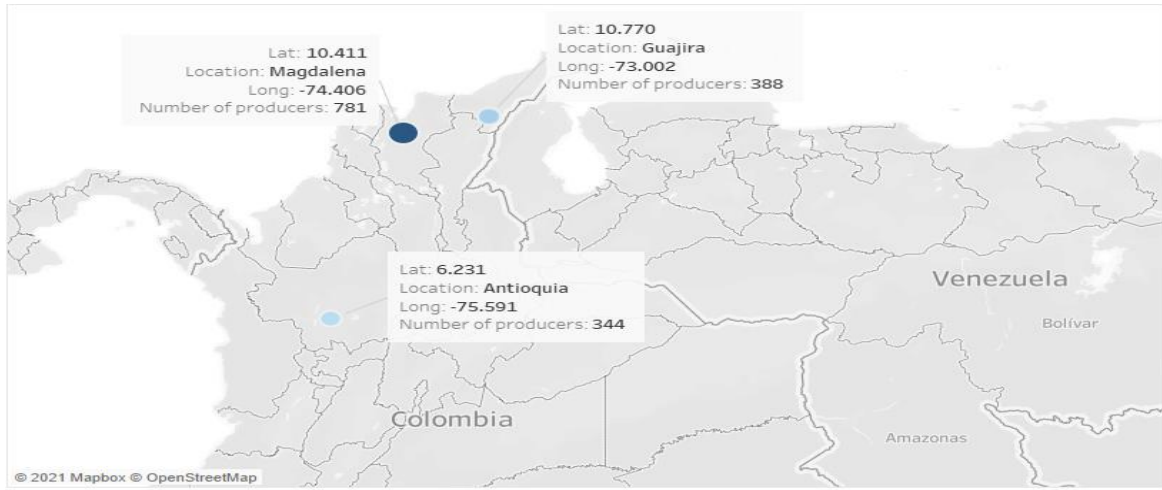 Lat: 10.411
Location: Magdalena
Long: -74.406
Number of producers: 781
Lat: 10.770
Location: Guajira
Long: -73.002
Number of producers: 388
Lat: 6.231
Location: Antioquia
Long: -75.591
Number of producers: 344
Venezuela
Bolívar
Colombia
Amazonas
© 2021 Mapbox © OpenStreetMap